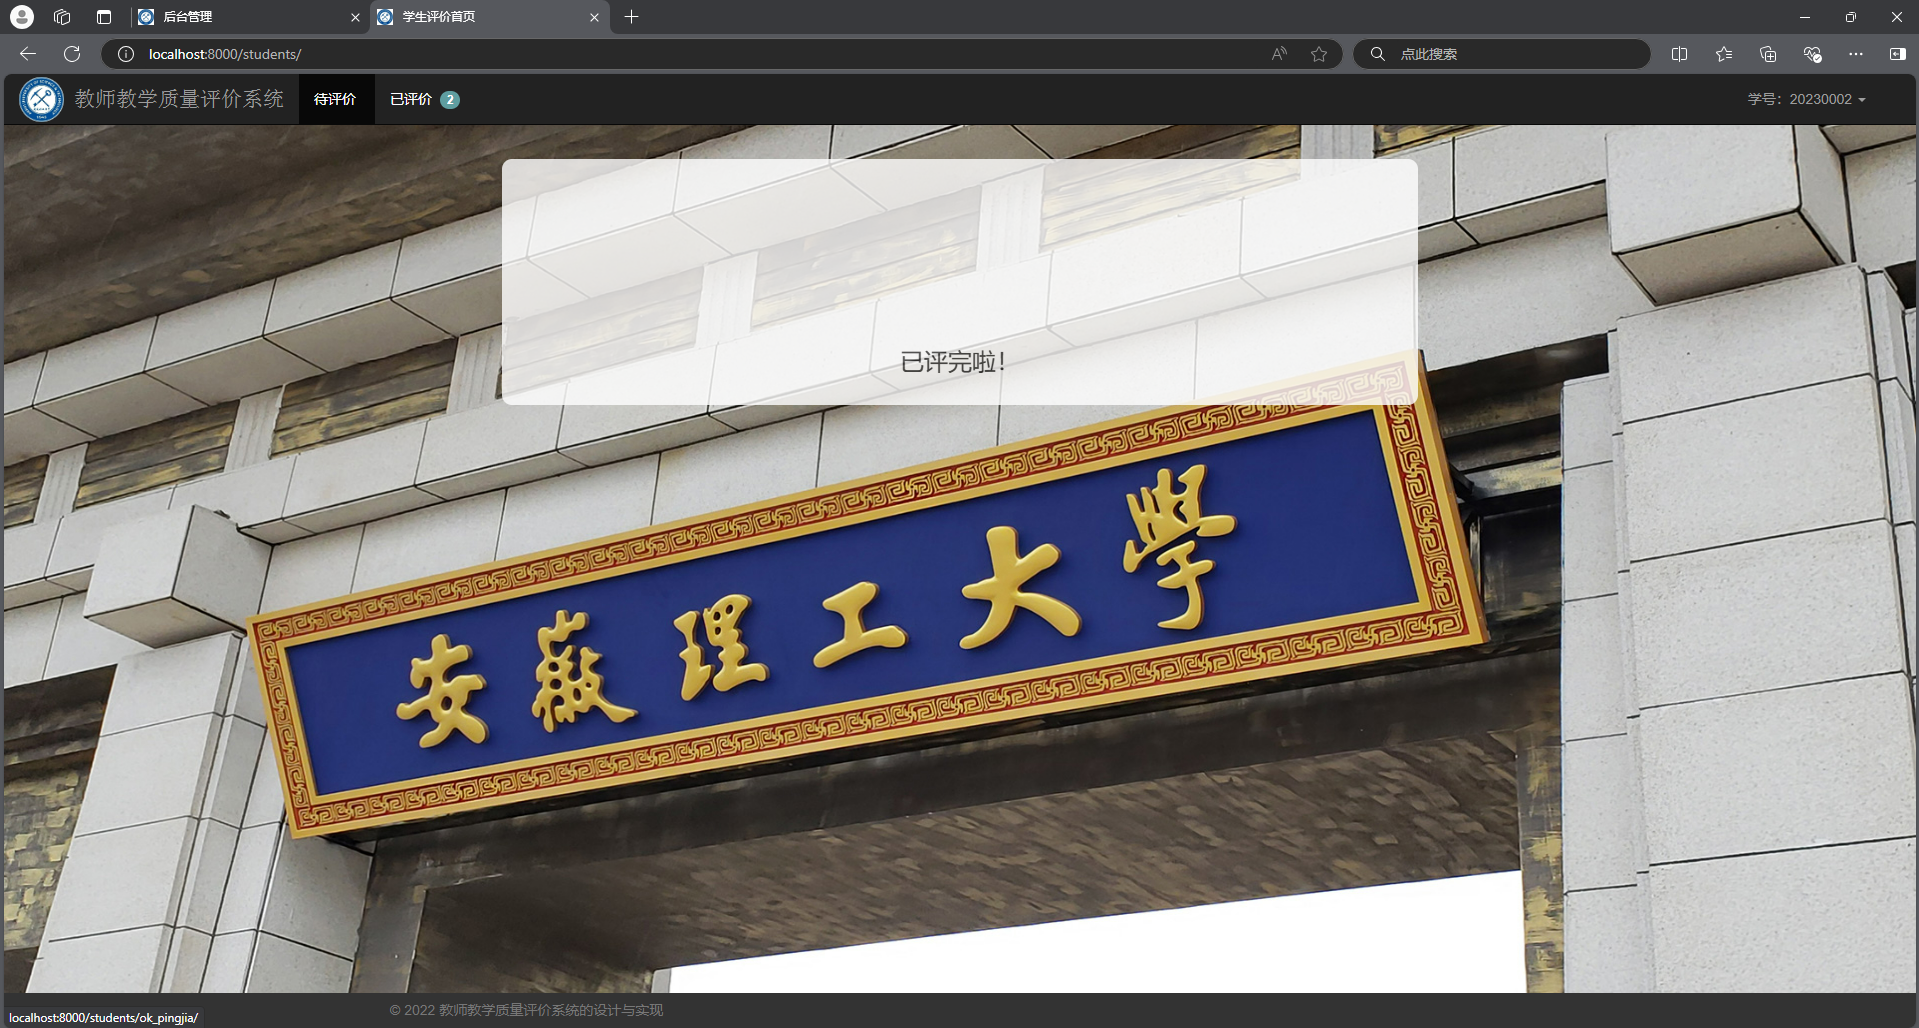 后台管理
学生评价首页
localhost:8000/students/
点此搜索
教师教学质量评价系统
待评价
已评价 2
学号：20230002
已评完啦！
安徽理工大學
© 2022 教师教学质量评价系统的设计与实现
localhost:8000/students/ok_pingjia/